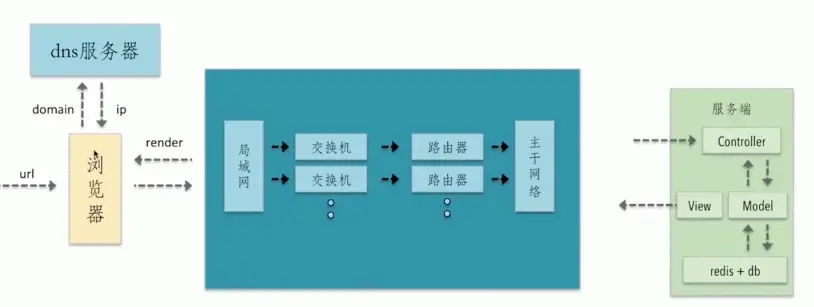 dns服务器
domain
ip
url
浏览器
render
局域网
交换机
路由器
主干网络
交换机
路由器
服务端
Controller
View
Model
redis + db